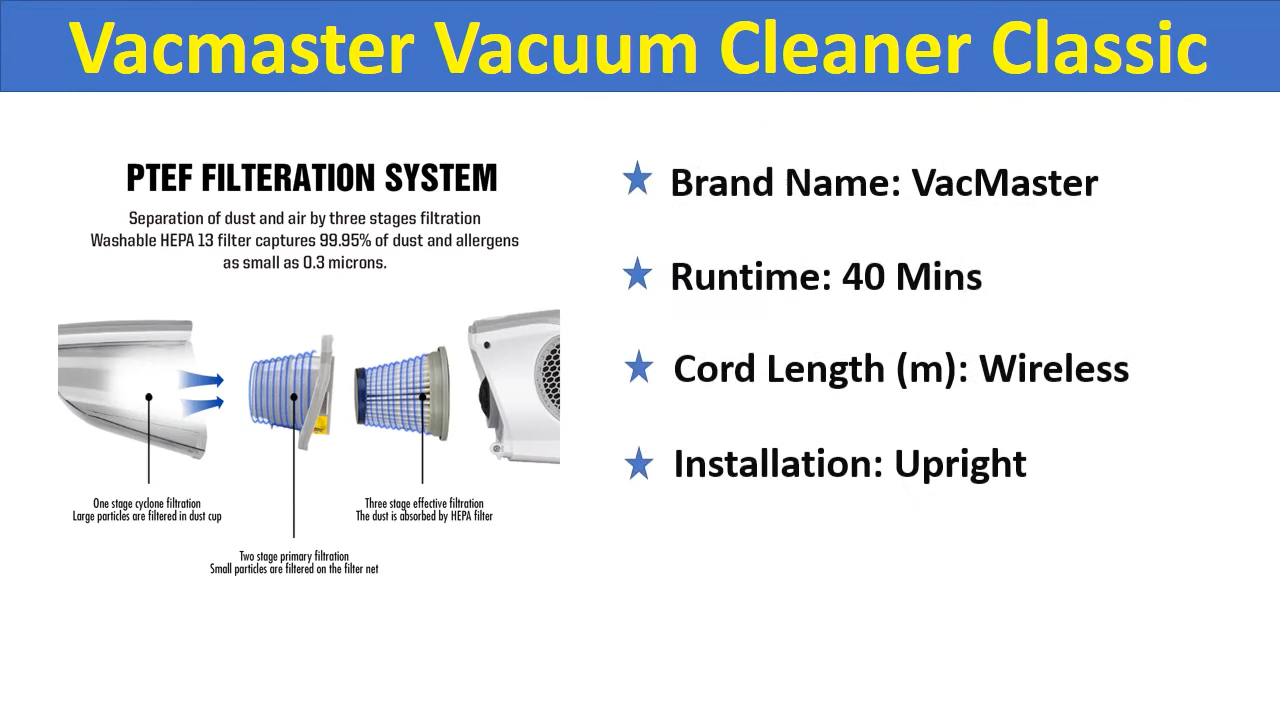 Vacmaster Vacuum Cleaner Classic
PTEF FILTERATION SYSTEM
Separation of dust and air by three stages filtration
Washable HEPA 13 filter captures 99.95% of dust and allergens
as small as 0.3 microns.
One stage cyclone filtration
Large particles are filtered in dust cup
Two stage primary filtration
Small particles are filtered on the filter net
Three stage effective filtration
The dust is absorbed by HEPA filter
Brand Name: VacMaster
Runtime: 40 Mins
Cord Length (m): Wireless
Installation: Upright